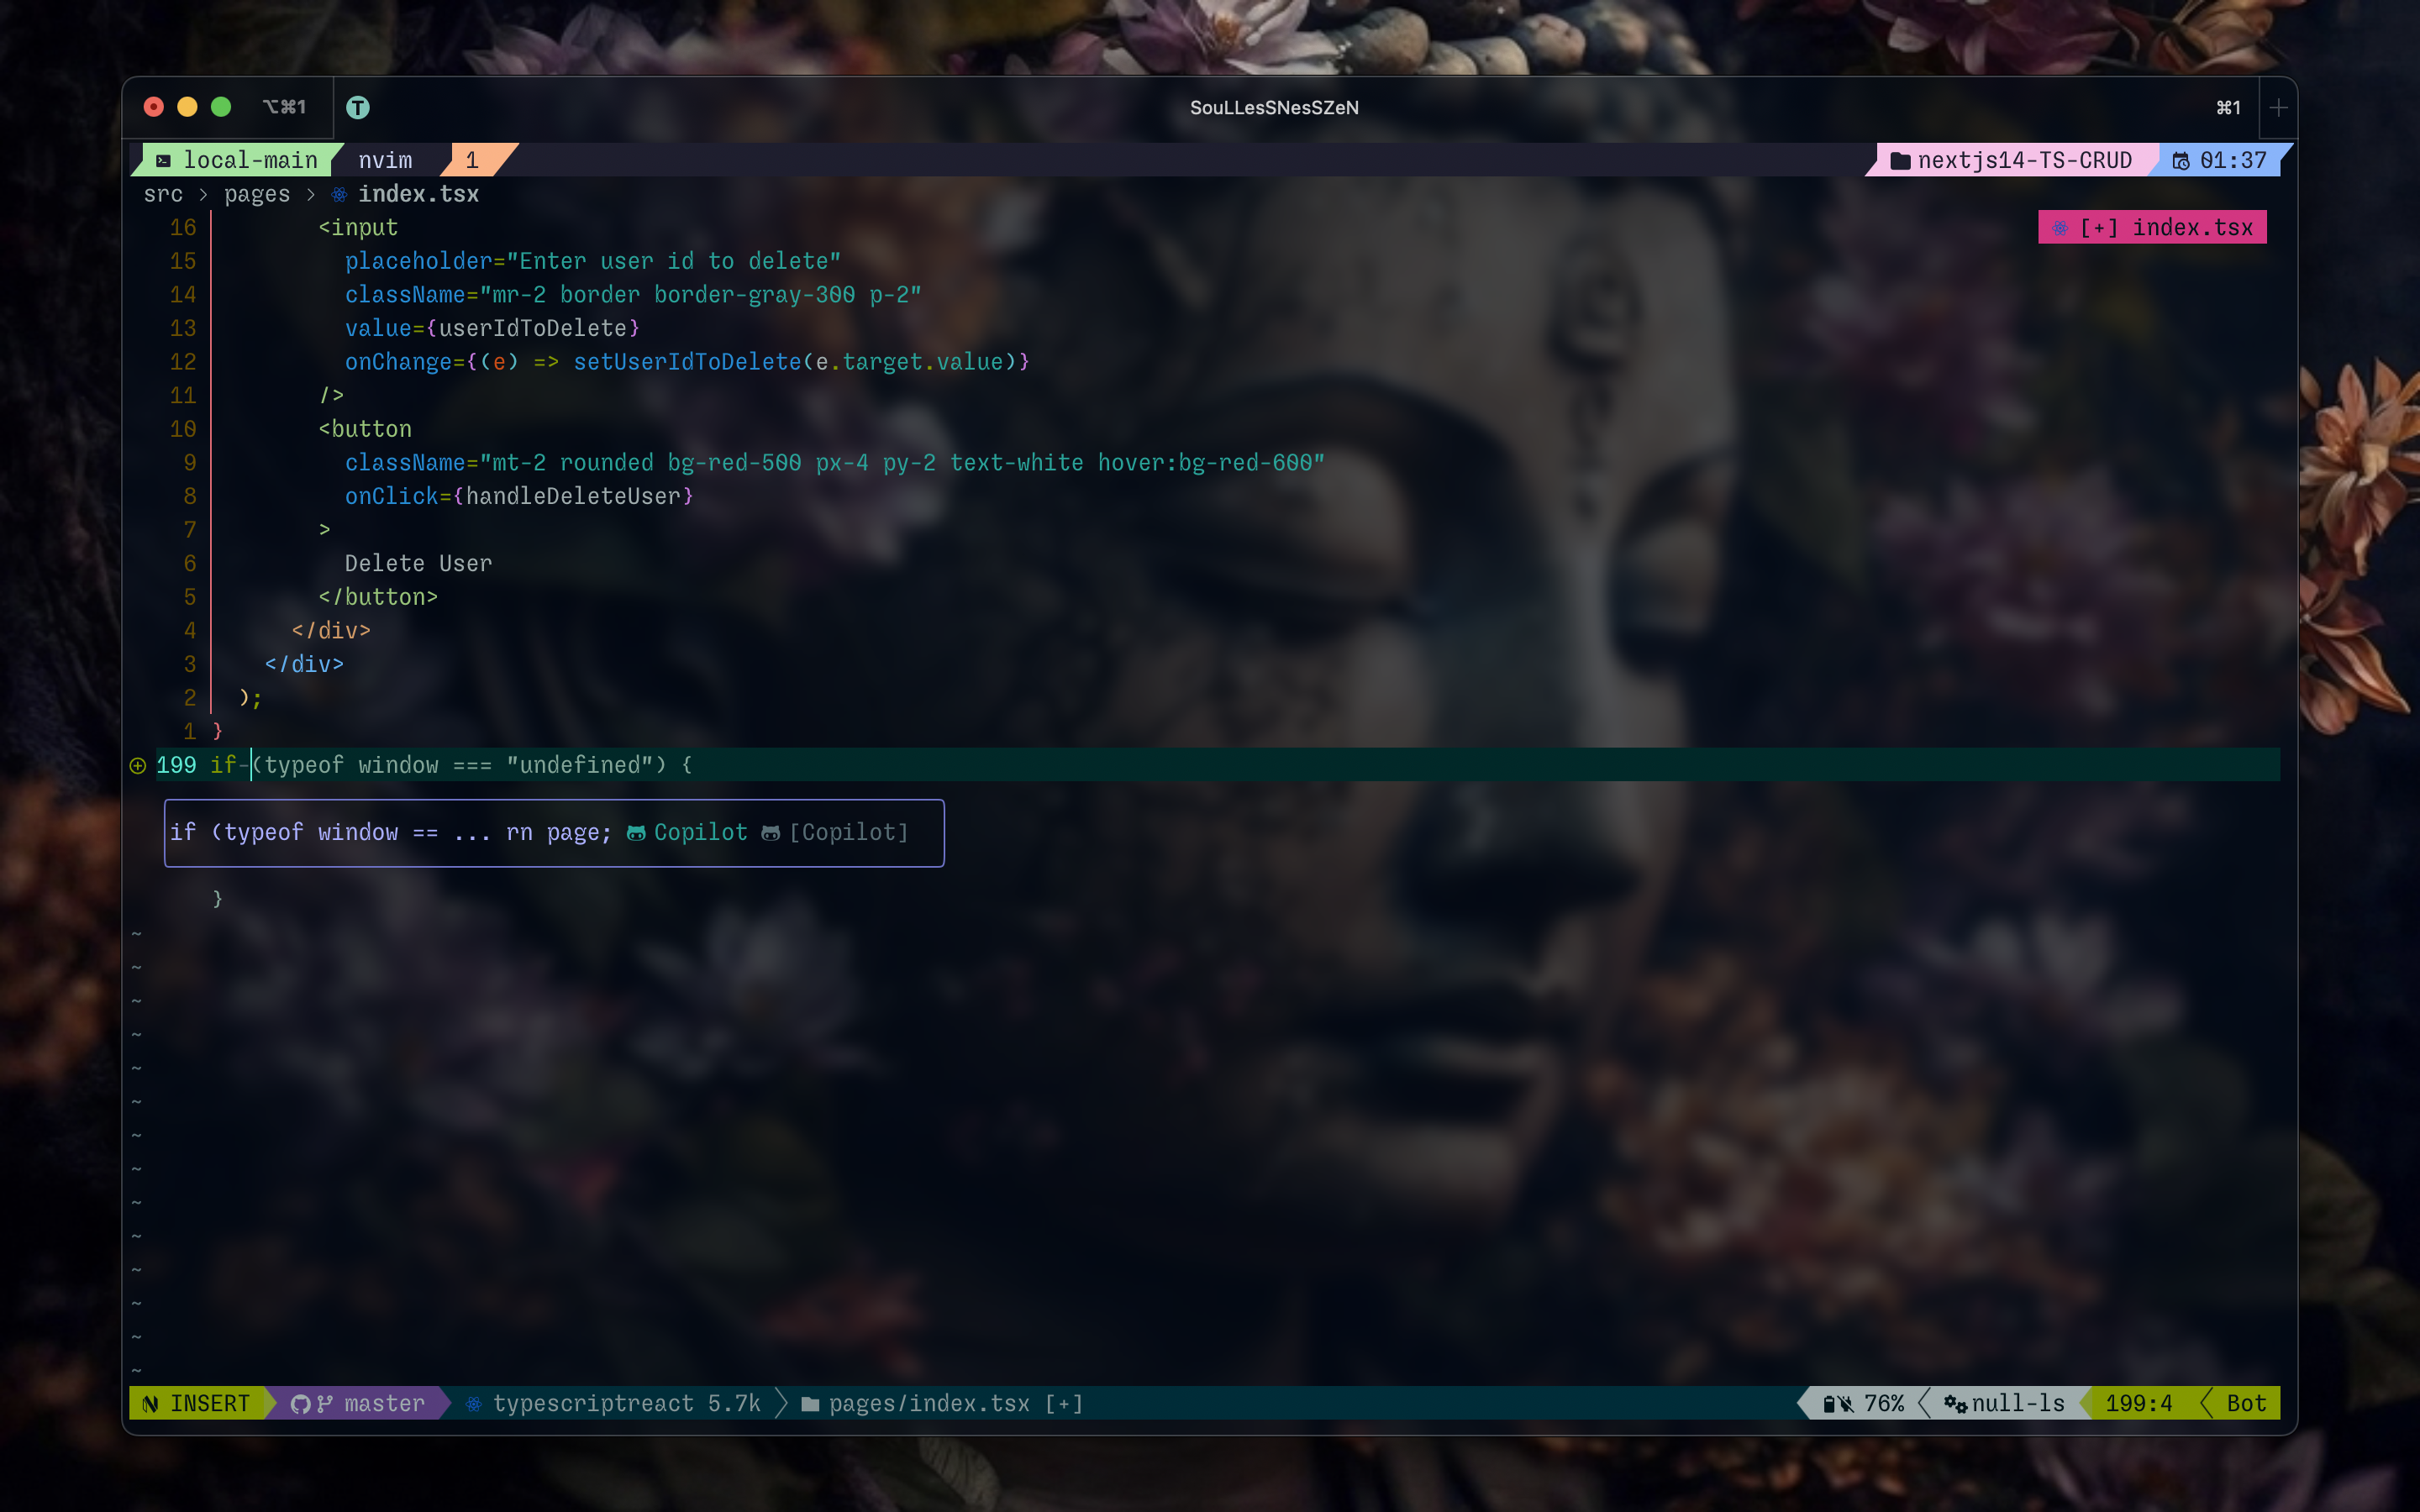 ⌥⌘1 T SouLLesSNesSZeN ⌘1 +
local-main nvim 1 nextjs14-TS-CRUD 01:37
src > pages > index.tsx
16 <input
[+] index.tsx
15 placeholder="Enter user id to delete"
14 className="mr-2 border border-gray-300 p-2"
13 value={userIdToDelete}
12 onChange={(e) => setUserIdToDelete(e.target.value)}
11 />
10 <button
9 className="mt-2 rounded bg-red-500 px-4 py-2 text-white hover:bg-red-600"
8 onClick={handleDeleteUser}
7 >
6 Delete User
5 </button>
4 </div>
3 </div>
2 );
1 }
199 if-(typeof window === "undefined") {
if (typeof window == ... rn page; Copilot [Copilot]
}
~
~
~
~
~
~
~
~
~
~
~
~
~
~
INSERT master typescriptreact 5.7k pages/index.tsx [+] 76% null-ls 199:4 Bot